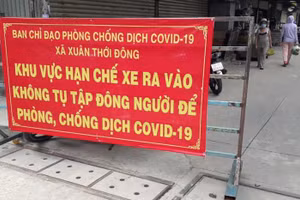 BAN CHỈ ĐẠO PHÒNG CHỐNG DỊCH COVID-19
XÃ XUÂN THỚI ĐÔNG
KHU VỰC HẠN CHẾ XE RA VÀO
KHÔNG TỤ TẬP ĐÔNG NGƯỜI ĐỂ
PHÒNG, CHỐNG DỊCH COVID-19